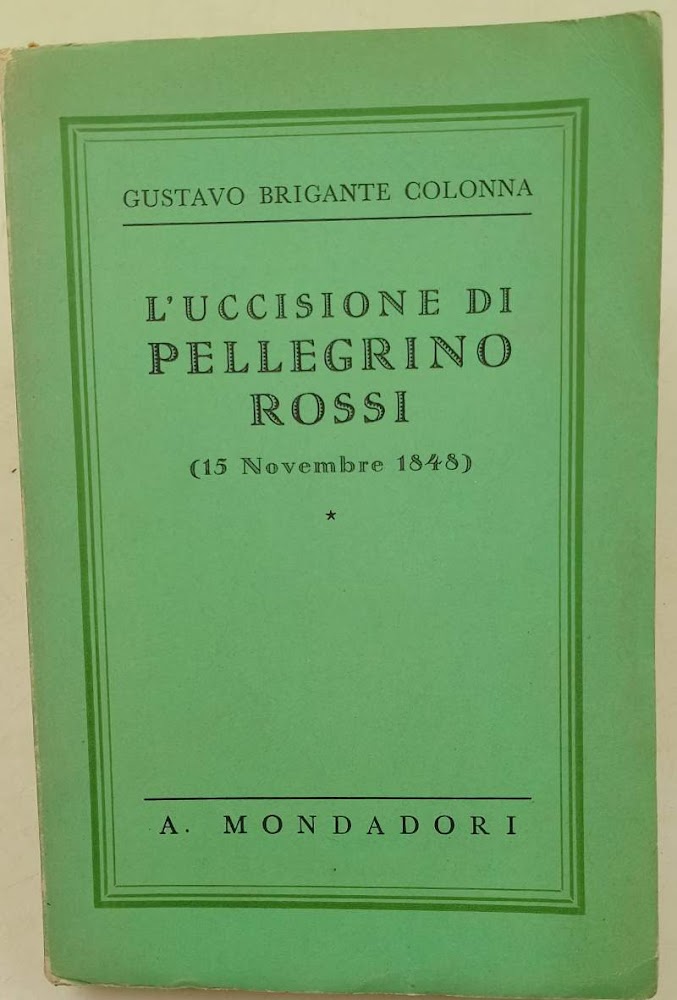 GUSTAVO BRIGANTE COLONNA
L'UCCISIONE DI
PELLEGRINO
ROSSI
(15 Novembre 1848)
*
A. MONDADORI